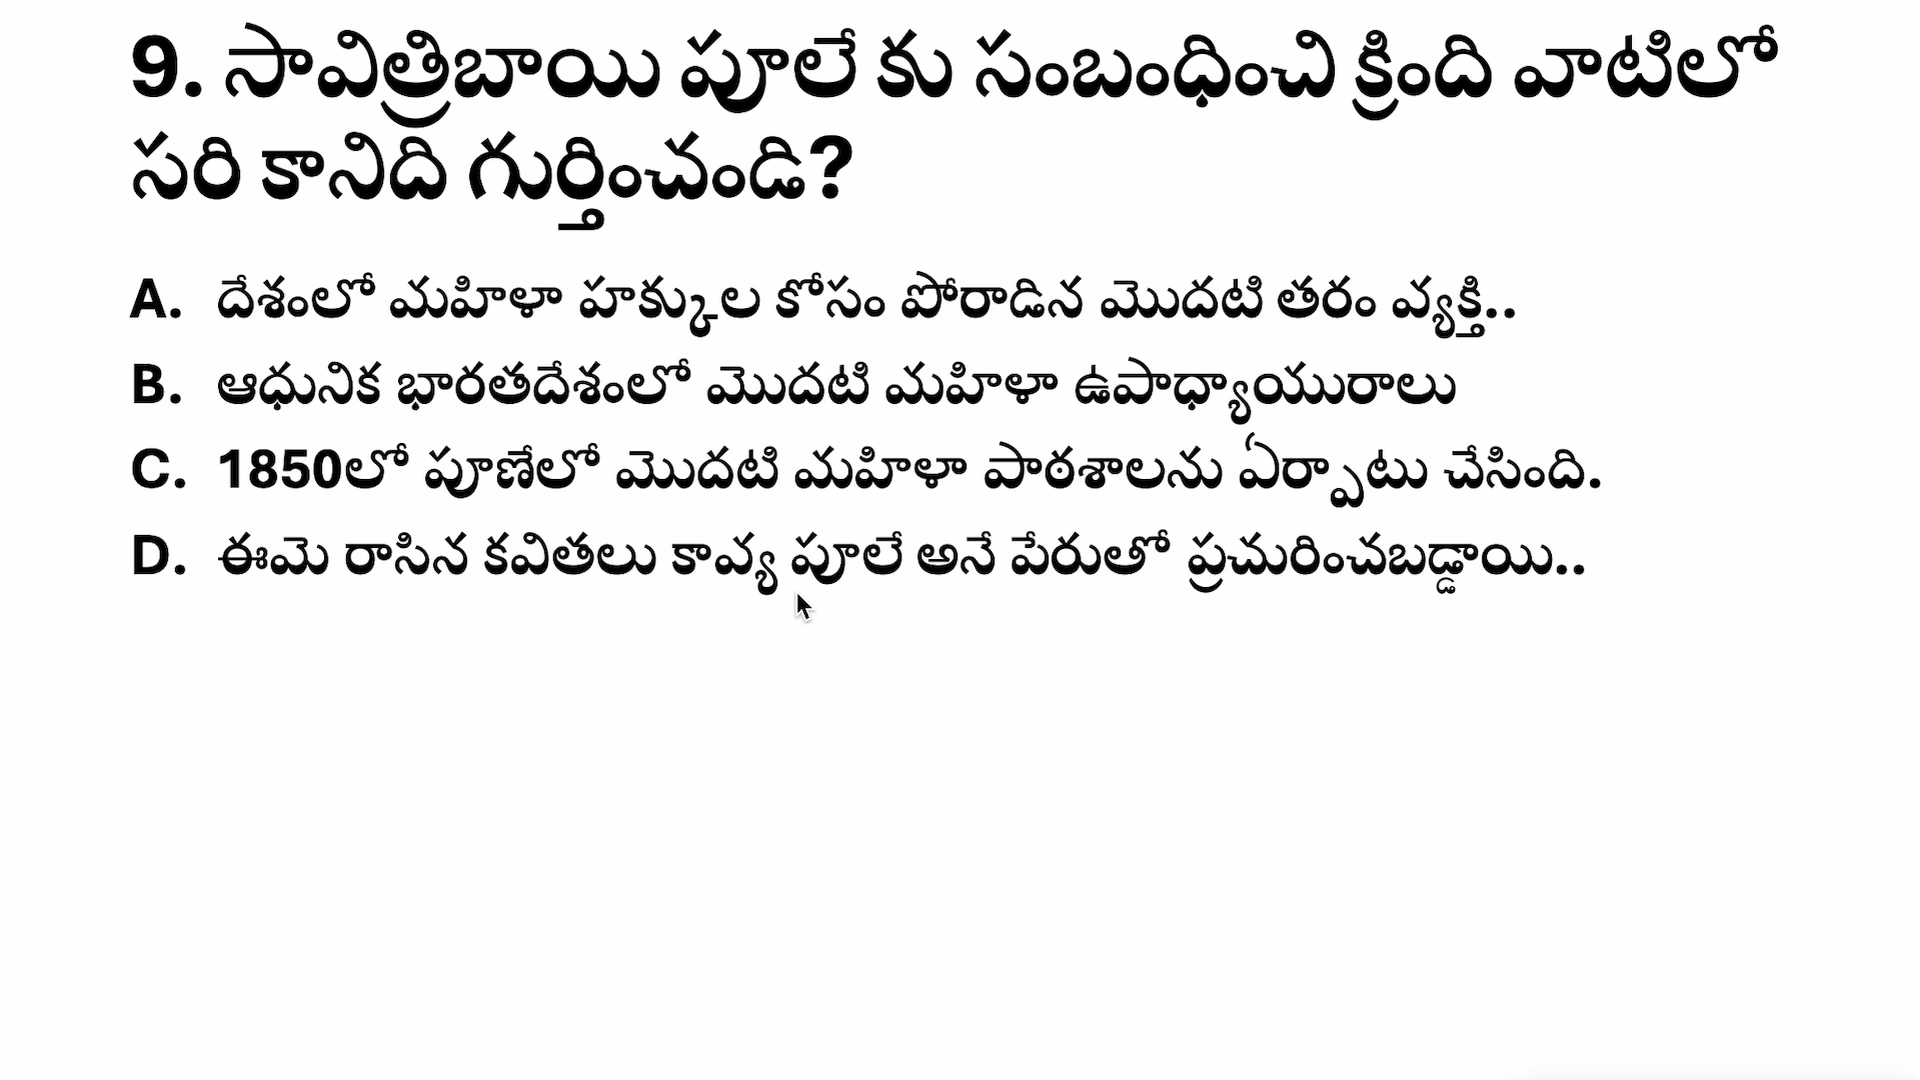 9. సావిత్రిబాయి పూలే కు సంబంధించి క్రింది వాటిలో
సరి కానిది గుర్తించండి?
A. దేశంలో మహిళా హక్కుల కోసం పోరాడిన మొదటి తరం వ్యక్తి..
B. ఆధునిక భారతదేశంలో మొదటి మహిళా ఉపాధ్యాయురాలు
C. 1850లో పూణేలో మొదటి మహిళా పాఠశాలను ఏర్పాటు చేసింది.
D. ఈమె రాసిన కవితలు కావ్య పూలే అనే పేరుతో ప్రచురించబడ్డాయి..